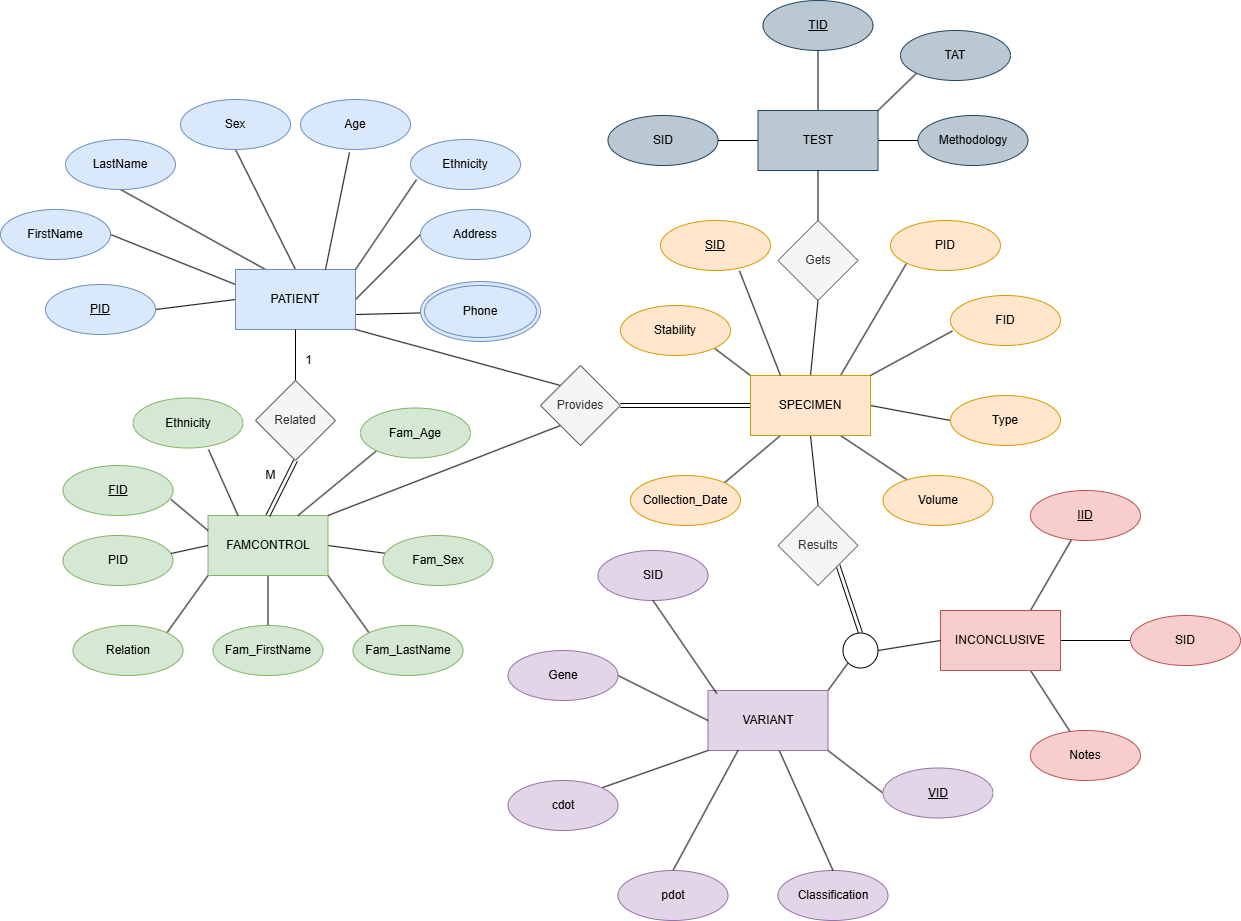 TID
TAT
SID
TEST
Methodology
Sex
Age
LastName
Ethnicity
FirstName
Address
PID
PATIENT
Phone
Gets
SID
PID
Stability
FID
1
Provides
SPECIMEN
Type
Related
Ethnicity
Fam_Age
M
FID
Collection_Date
Volume
PID
FAMCONTROL
Fam_Sex
Results
IID
Relation
Fam_FirstName
Fam_LastName
SID
INCONCLUSIVE
SID
Gene
VARIANT
Notes
cdot
VID
pdot
Classification